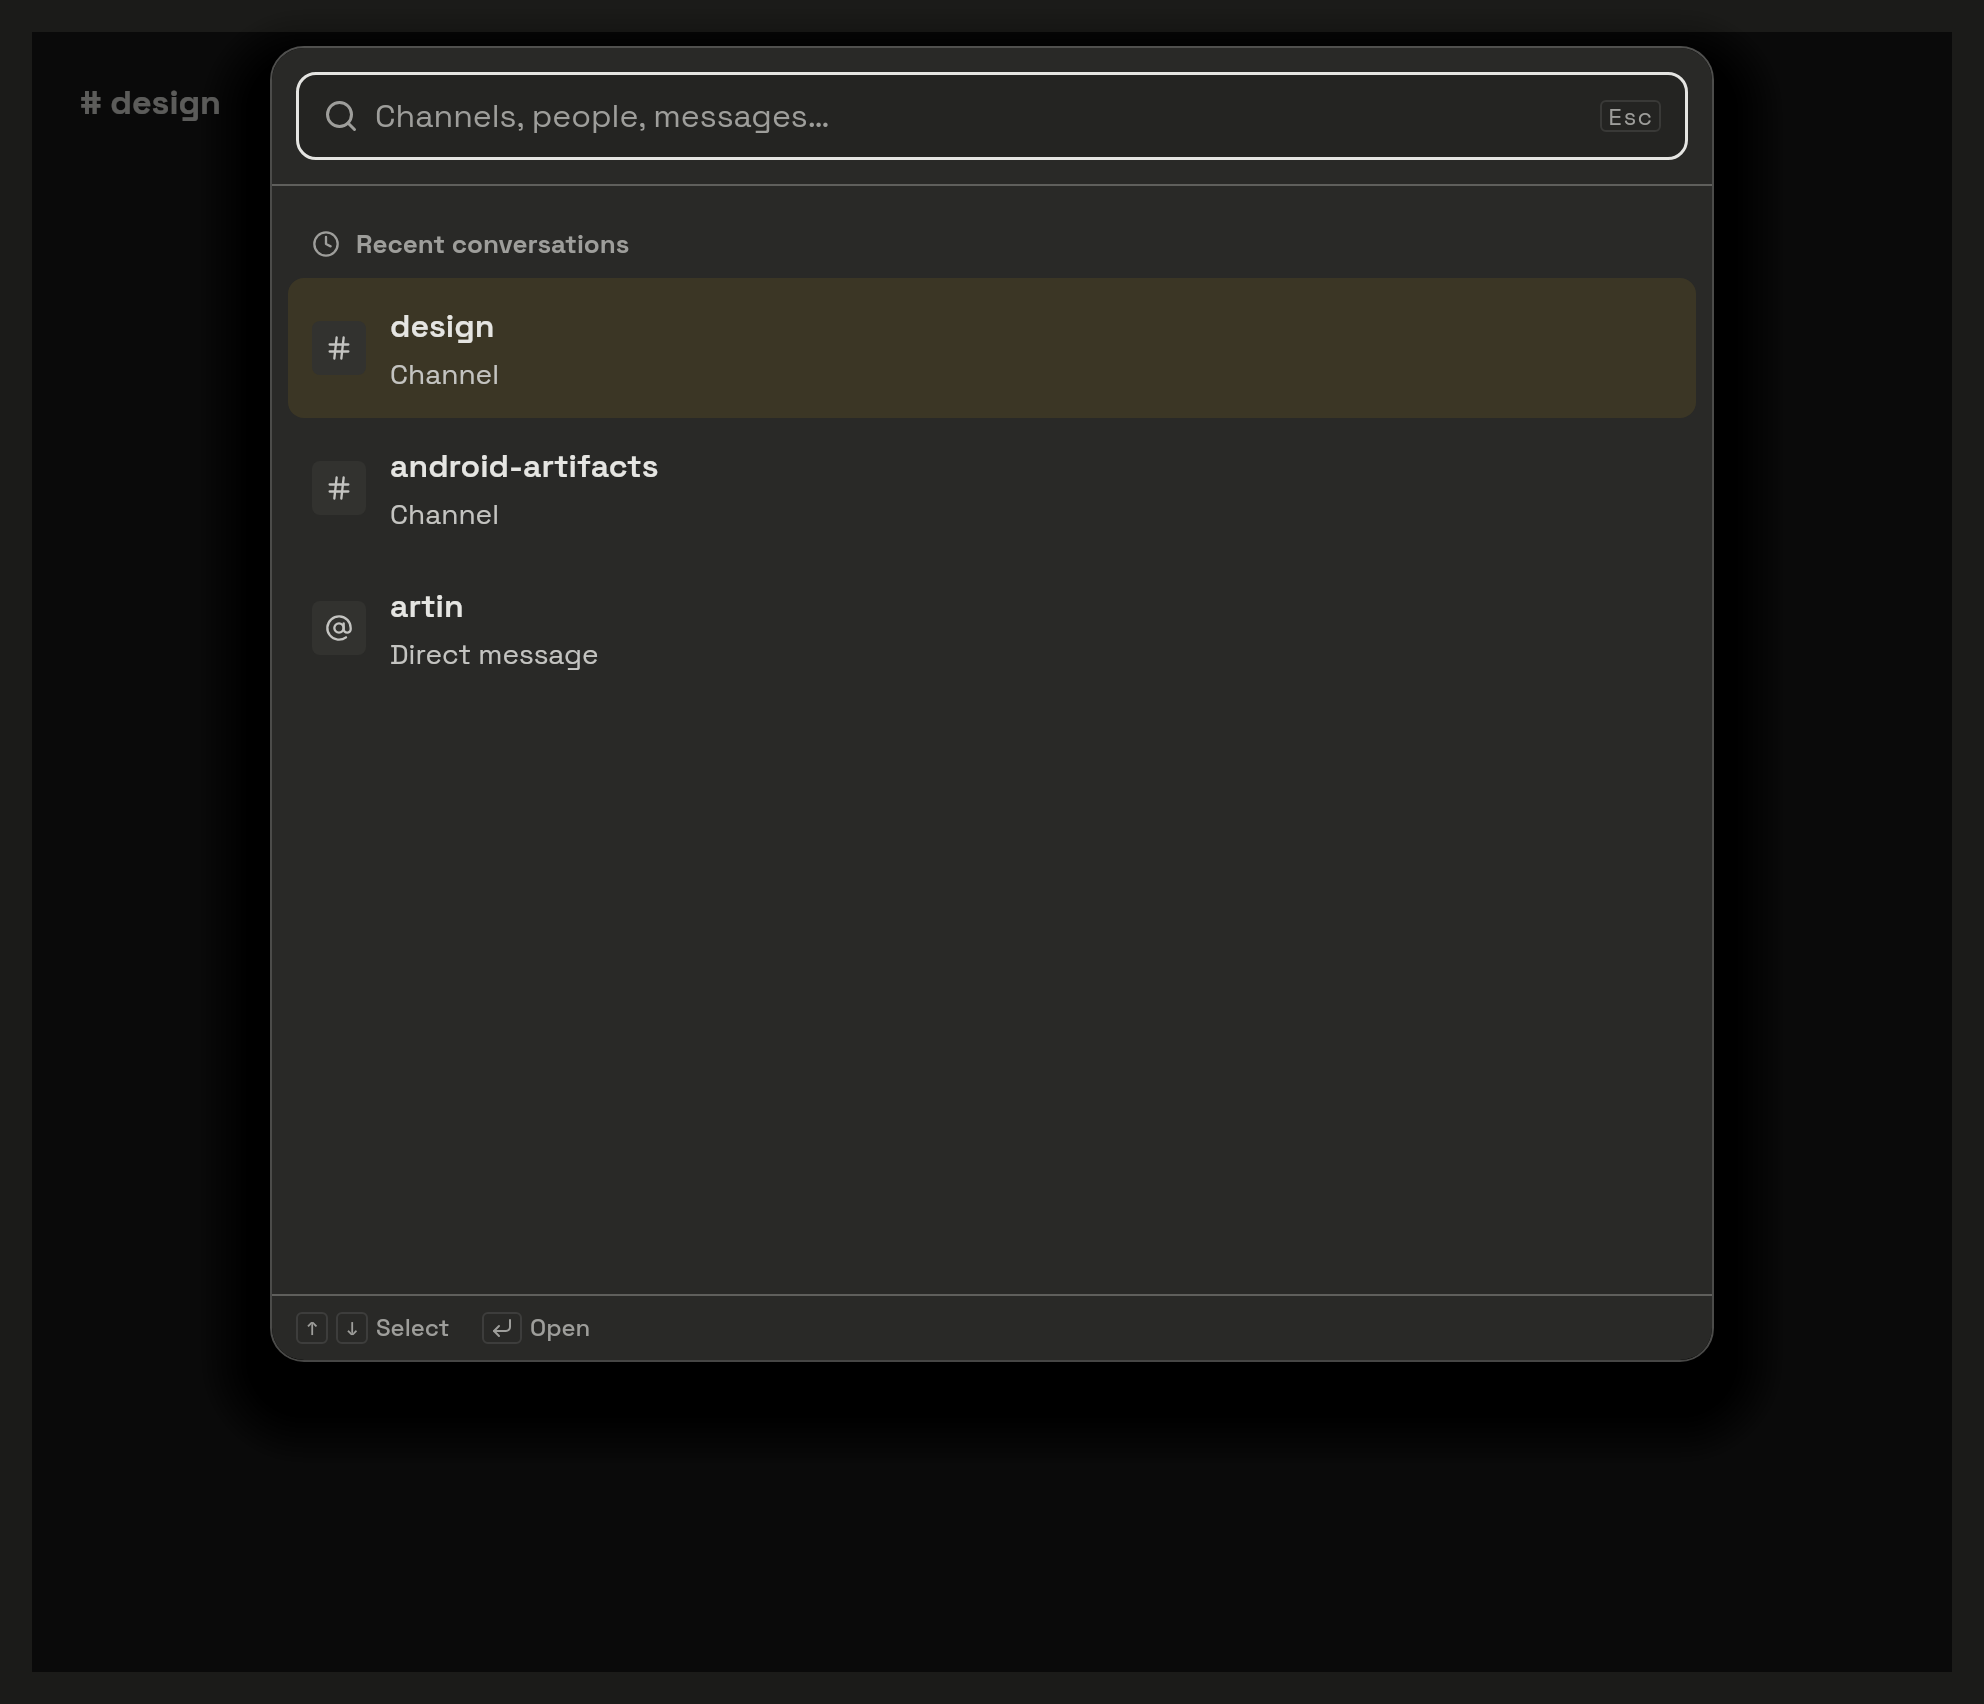 # design
Channels, people, messages…
Esc
Recent conversations
# design
Channel
# android-artifacts
Channel
@ artin
Direct message
↑ ↓ Select ↵ Open